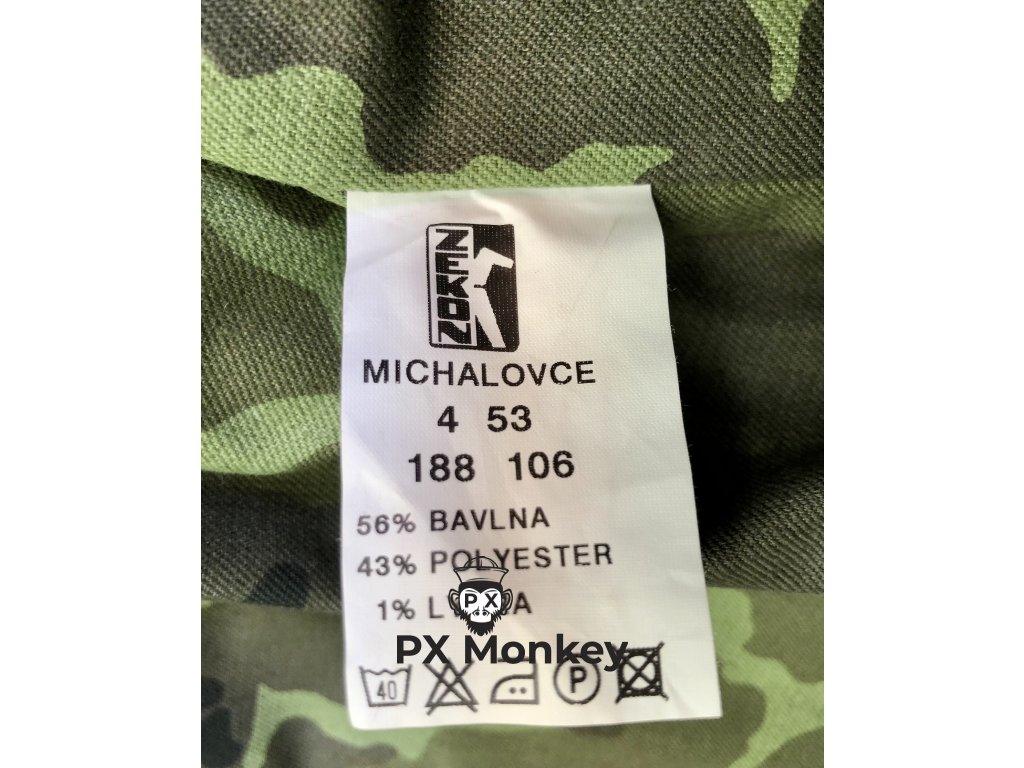 ZEKON
MICHALOVCE
4 53
188 106
56% BAVLNA
43% POLYESTER
1%
PX
PX Monkey
40
P